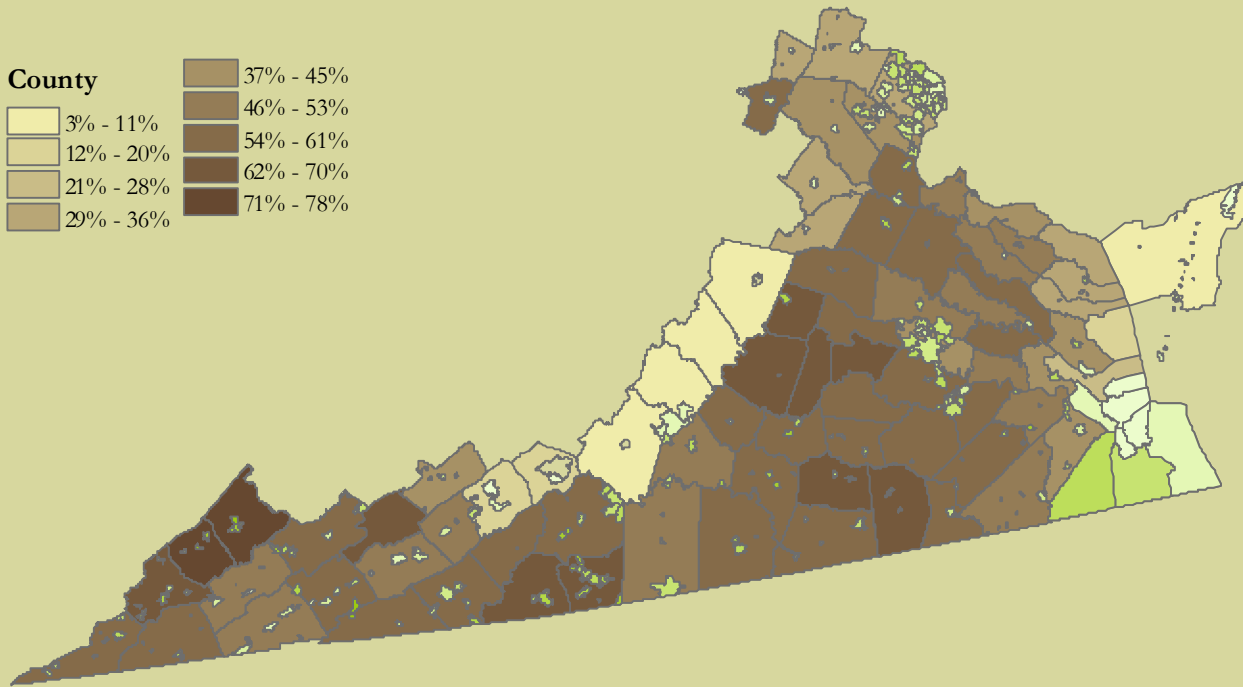 County
3% - 11%
12% - 20%
21% - 28%
29% - 36%
37% - 45%
46% - 53%
54% - 61%
62% - 70%
71% - 78%